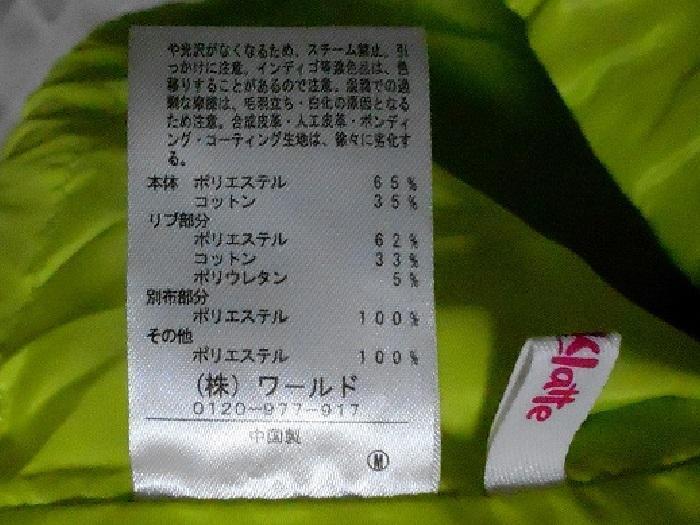 や光沢がなくなるため、スチーム禁止。引
っかけに注意。インディゴ等濃色品は、色
移りすることがあるので注意。着用での過
剰な摩擦は、毛羽立ち・白化の原因となる
ため注意。合成皮革・人工皮革・ボンディ
ング・コーティング生地は、徐々に劣化す
る。
本体 ポリエステル 65%
コットン 35%
リブ部分
ポリエステル 62%
コットン 33%
ポリウレタン 5%
別布部分
ポリエステル 100%
その他
ポリエステル 100%
(株) ワールド
0120-977-917
中国製
M
klatte